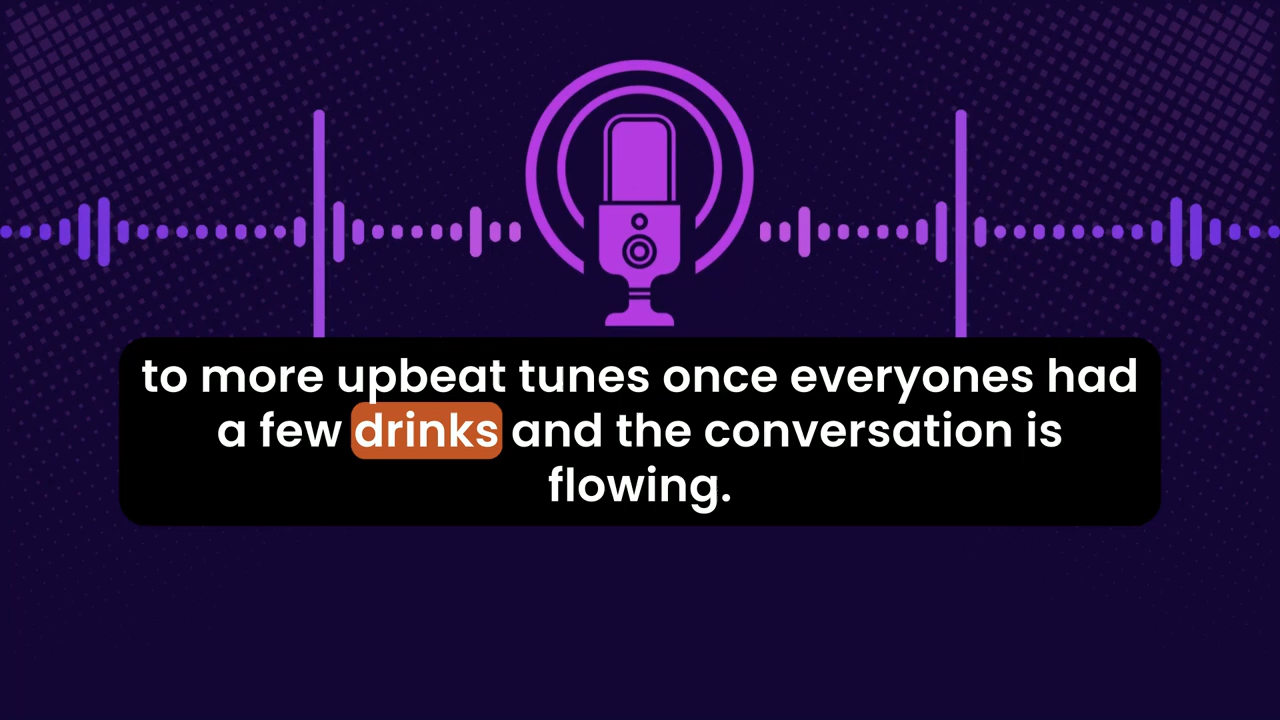 to more upbeat tunes once everyones had
a few drinks and the conversation is
flowing.